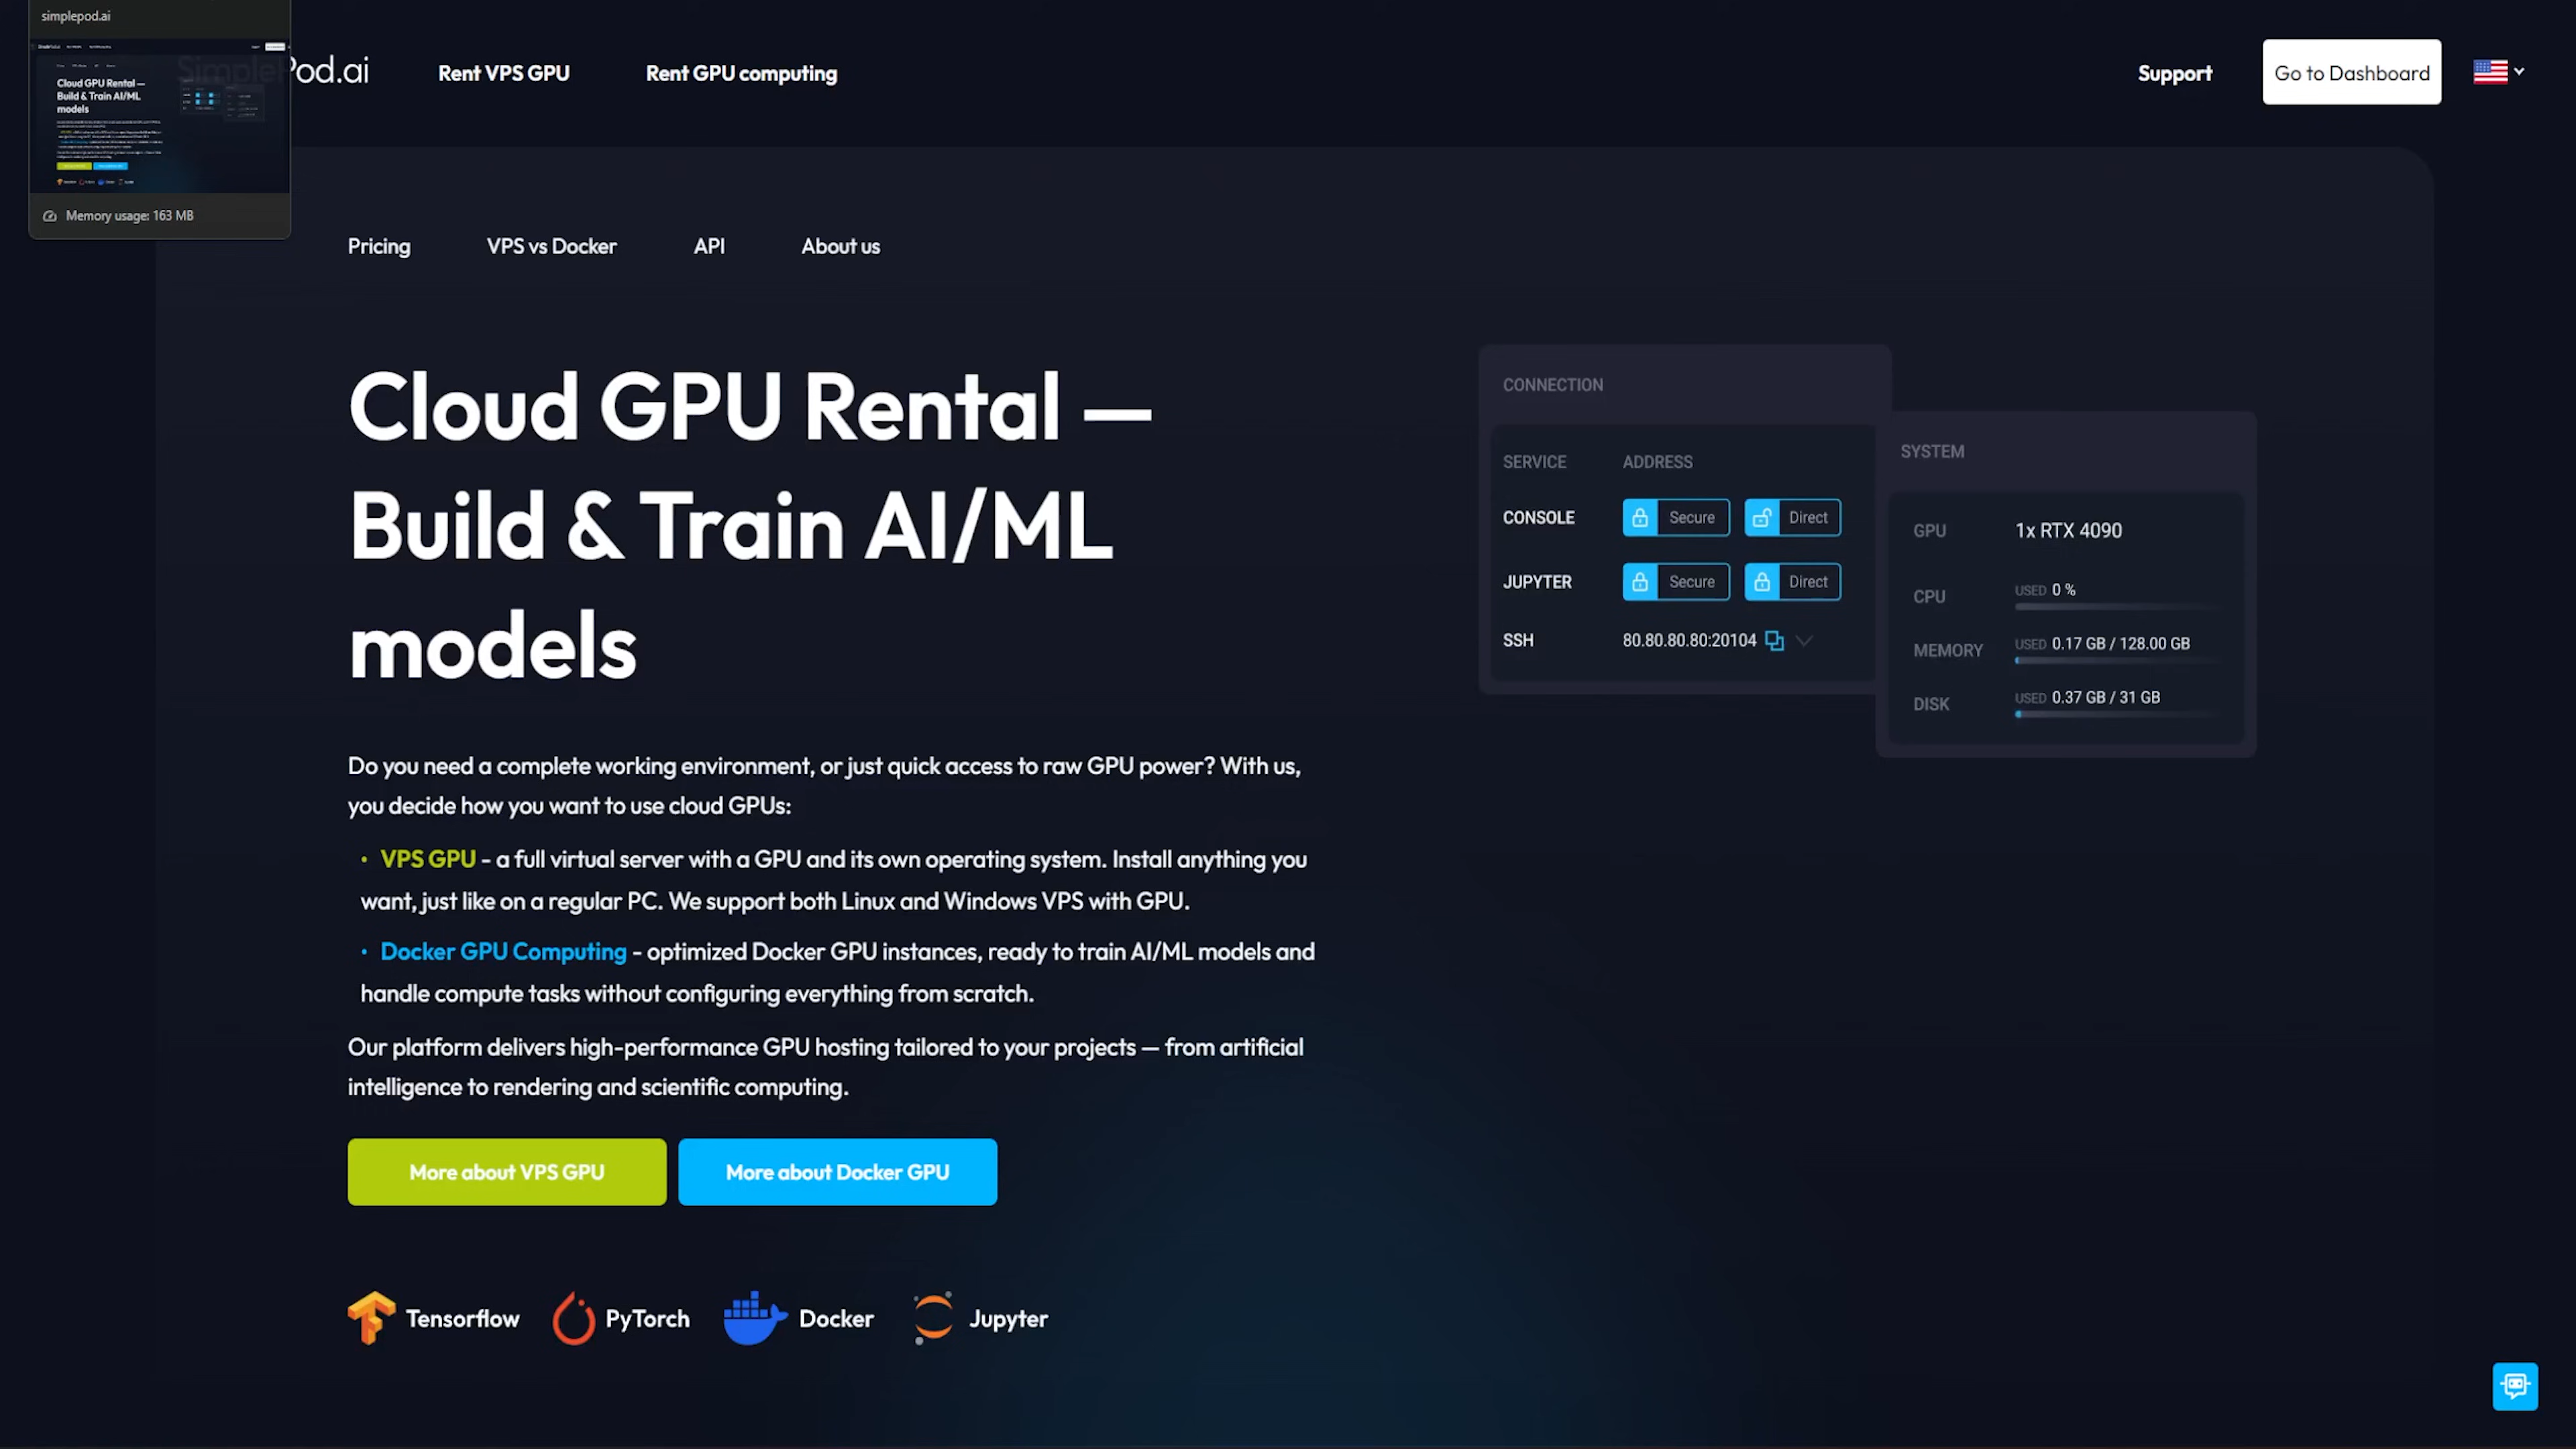 simplepod.ai
SimplePod.ai
Rent VPS GPU
Rent GPU computing
Support
Go to Dashboard
Cloud GPU Rental —
Build & Train AI/ML
models
Memory usage: 163 MB
Pricing
VPS vs Docker
API
About us
Cloud GPU Rental —
Build & Train AI/ML
models
Do you need a complete working environment, or just quick access to raw GPU power? With us,
you decide how you want to use cloud GPUs:
• VPS GPU - a full virtual server with a GPU and its own operating system. Install anything you
want, just like on a regular PC. We support both Linux and Windows VPS with GPU.
• Docker GPU Computing - optimized Docker GPU instances, ready to train AI/ML models and
handle compute tasks without configuring everything from scratch.
Our platform delivers high-performance GPU hosting tailored to your projects — from artificial
intelligence to rendering and scientific computing.
More about VPS GPU
More about Docker GPU
Tensorflow
PyTorch
Docker
Jupyter
CONNECTION
SERVICE ADDRESS
CONSOLE Secure Direct
JUPYTER Secure Direct
SSH 80.80.80.80:20104
SYSTEM
GPU 1x RTX 4090
CPU USED 0 %
MEMORY USED 0.17 GB / 128.00 GB
DISK USED 0.37 GB / 31 GB